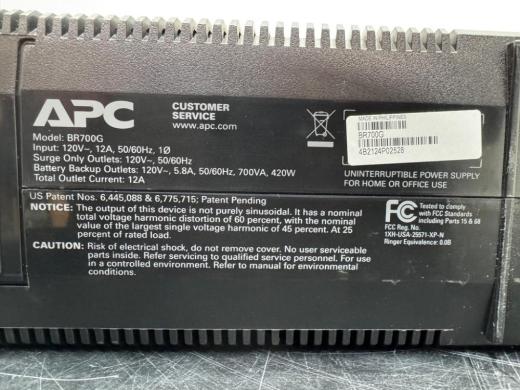 APC
CUSTOMER
SERVICE
www.apc.com
Model: BR700G
Input: 120V~, 12A, 50/60Hz, 1Ø
Surge Only Outlets: 120V~, 50/60Hz
Battery Backup Outlets: 120V~, 5.8A, 50/60Hz, 700VA, 420W
Total Outlet Current: 12A
MADE IN PHILIPPINES
BR700G
4B2124P02528
UNINTERRUPTIBLE POWER SUPPLY
FOR HOME OR OFFICE USE
US Patent Nos. 6,445,088 & 6,775,715; Patent Pending
NOTICE: The output of this device is not purely sinusoidal. It has a nominal
total voltage harmonic distortion of 60 percent, with the nominal
value of the largest single voltage harmonic of 45 percent. At 25
percent of rated load.
CAUTION: Risk of electrical shock, do not remove cover. No user serviceable
parts inside. Refer servicing to qualified service personnel. For use
in a controlled environment. Refer to manual for environmental
conditions.
FC Tested to comply
with FCC Standards
including Parts 15 & 68
FCC Reg. No.
1XH-USA-25571-XP-N
Ringer Equivalence: 0.0B